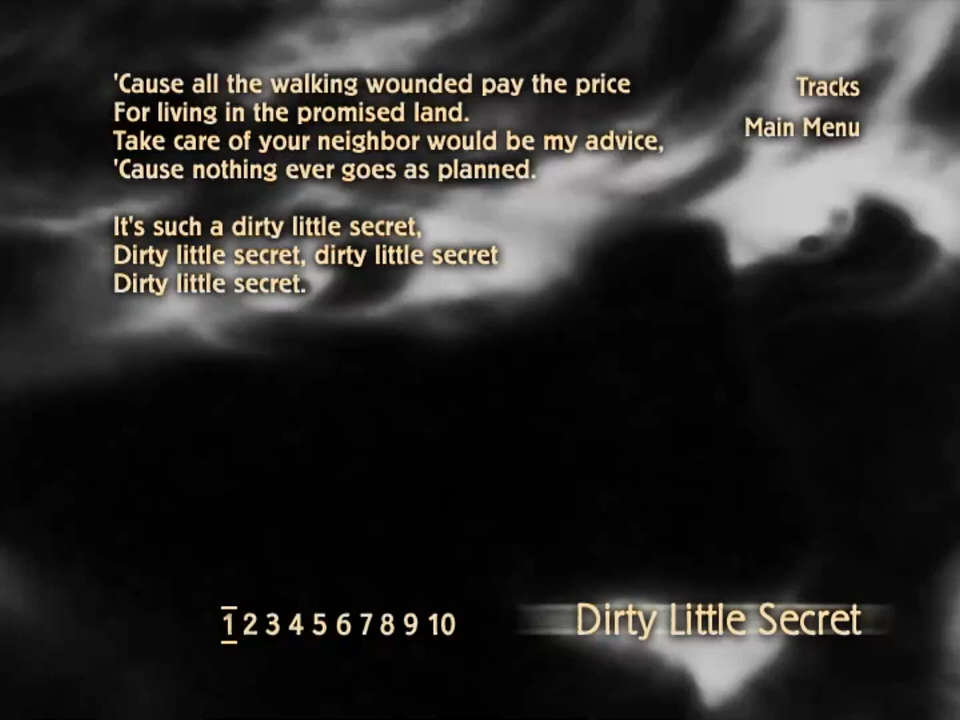 'Cause all the walking wounded pay the price
For living in the promised land.
Take care of your neighbor would be my advice,
'Cause nothing ever goes as planned.
It's such a dirty little secret,
Dirty little secret, dirty little secret
Dirty little secret.
Tracks
Main Menu
1 2 3 4 5 6 7 8 9 10
Dirty Little Secret